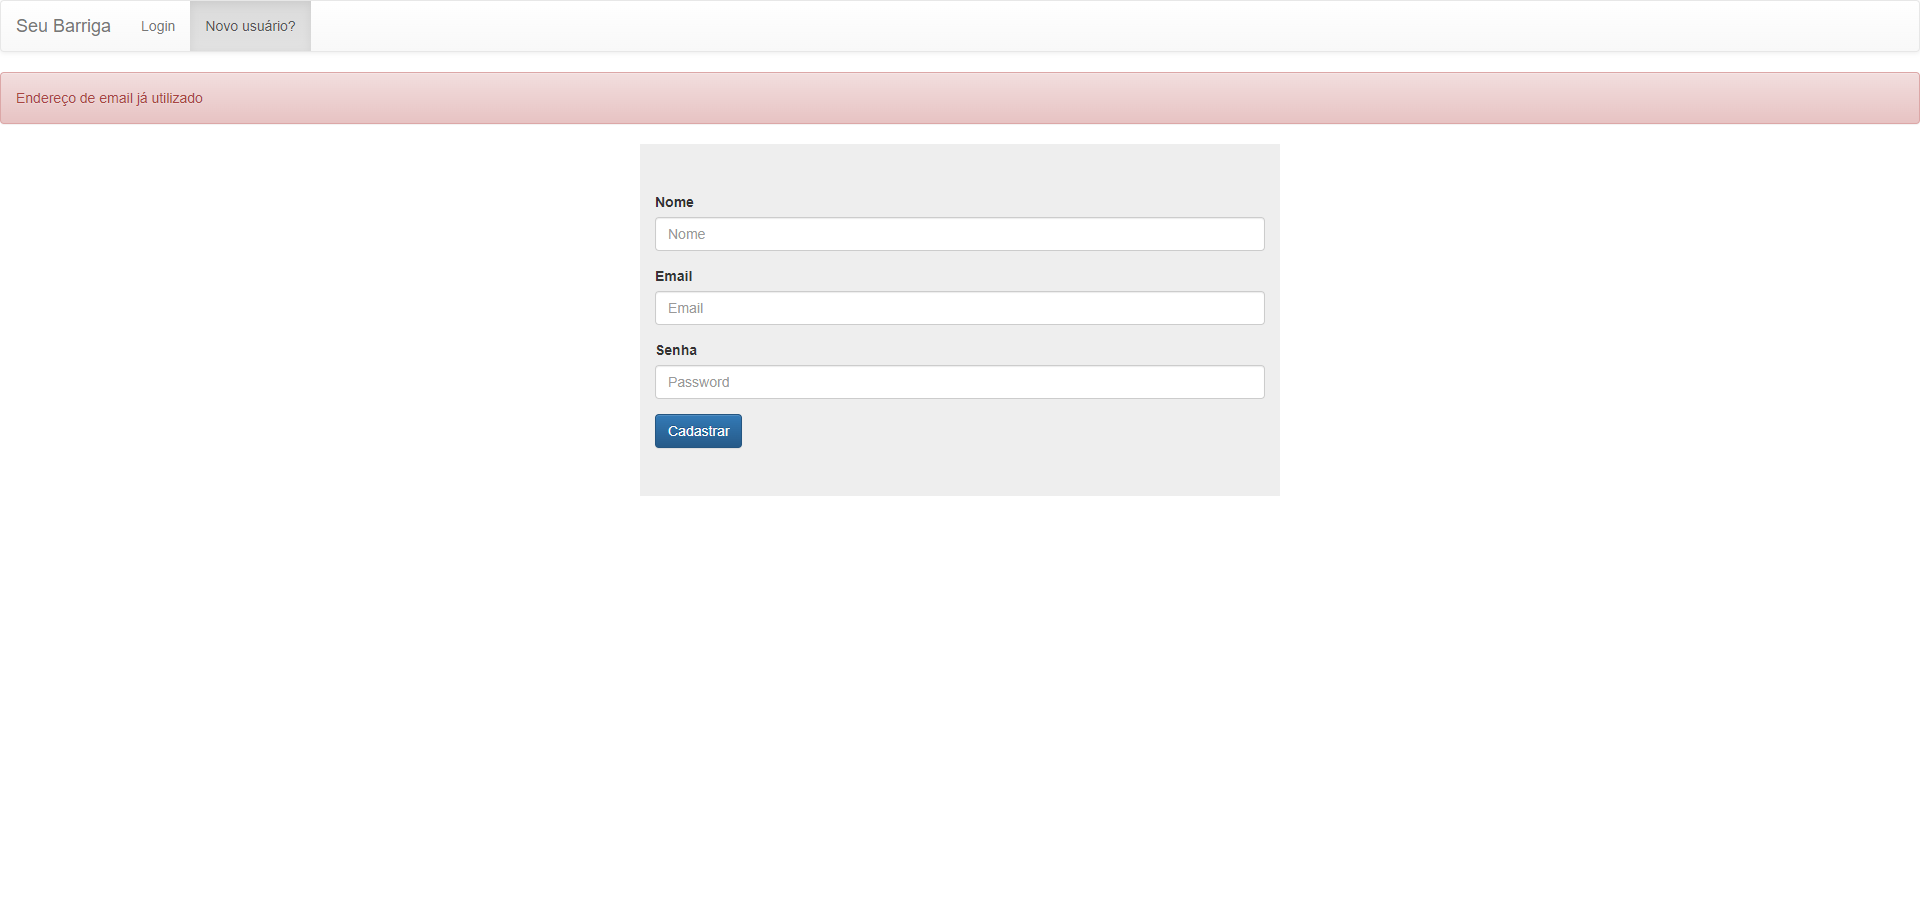 Seu Barriga Login Novo usuário?
Endereço de email já utilizado
Nome
Nome
Email
Email
Senha
Password
Cadastrar